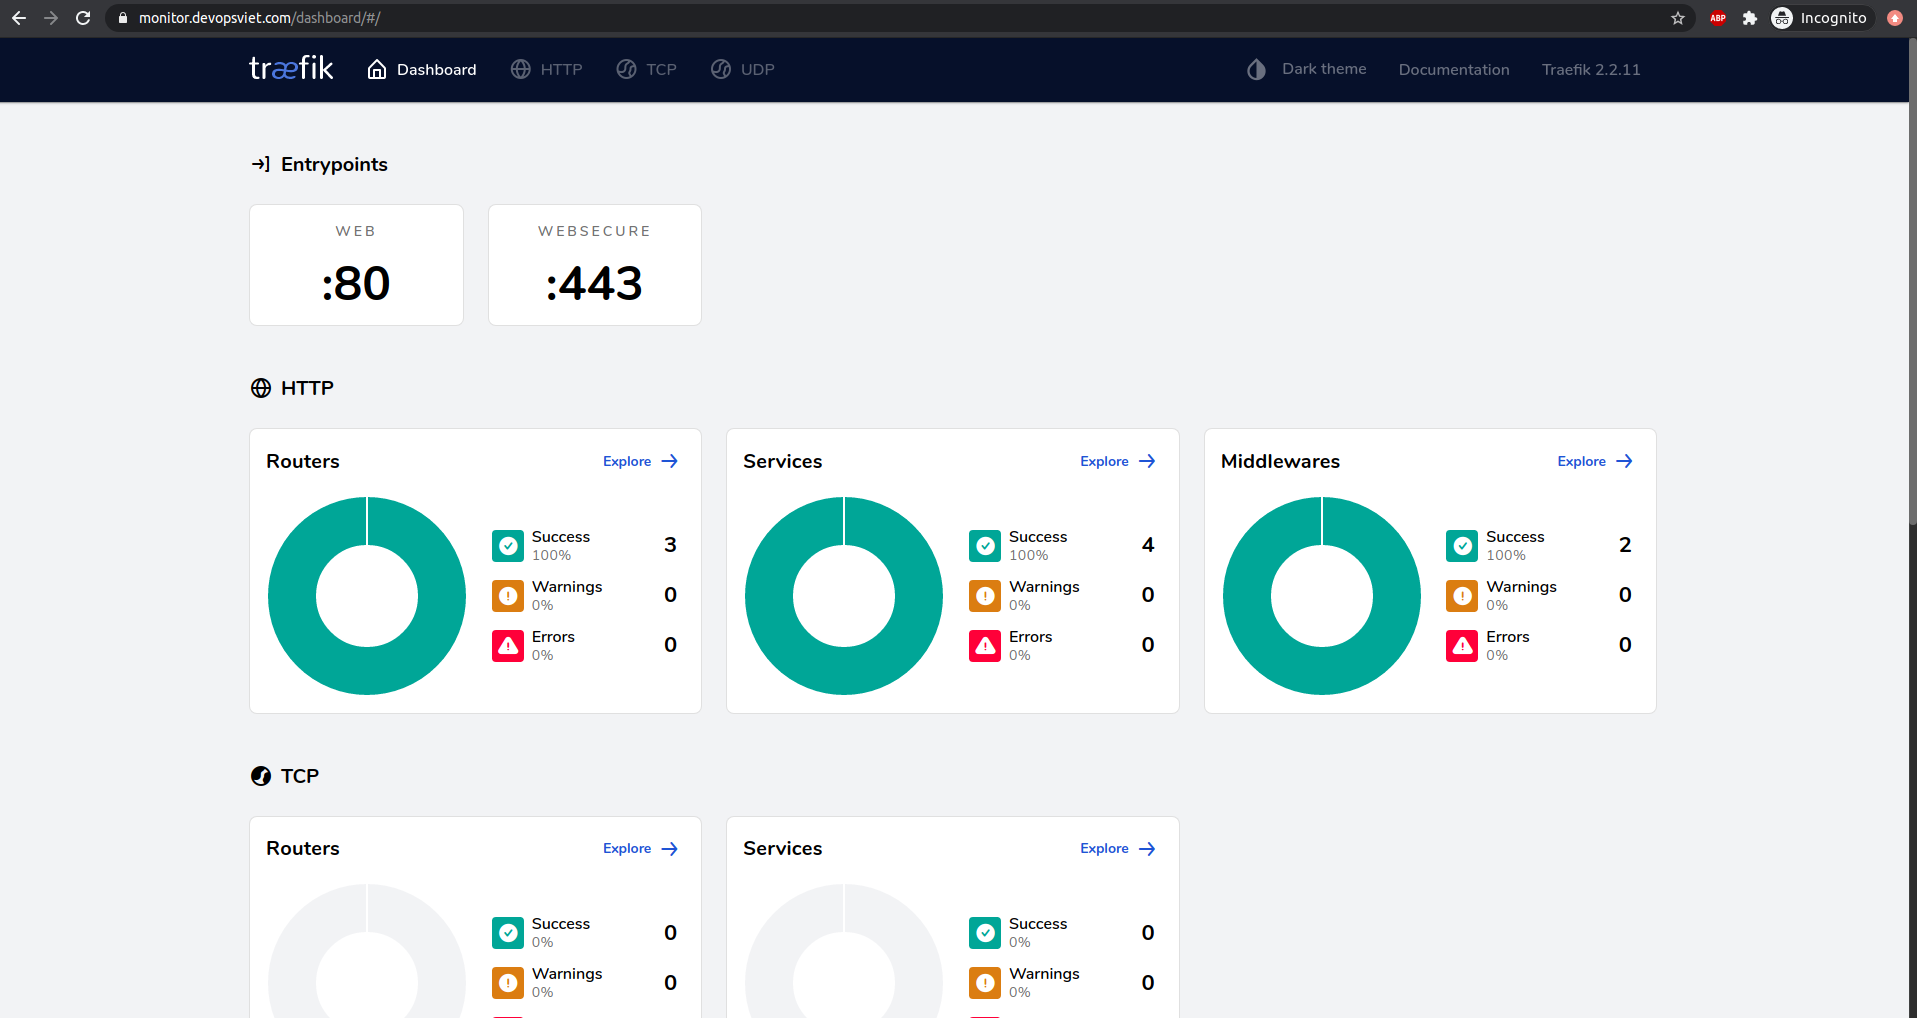 monitor.devopsviet.com/dashboard/#/
ABP
Incognito
træfik
Dashboard
HTTP
TCP
UDP
Dark theme
Documentation
Traefik 2.2.11
Entrypoints
WEB
:80
WEBSECURE
:443
HTTP
Routers
Explore
Success
100%
3
Warnings
0%
0
Errors
0%
0
Services
Explore
Success
100%
4
Warnings
0%
0
Errors
0%
0
Middlewares
Explore
Success
100%
2
Warnings
0%
0
Errors
0%
0
TCP
Routers
Explore
Success
0%
0
Warnings
0%
0
Services
Explore
Success
0%
0
Warnings
0%
0